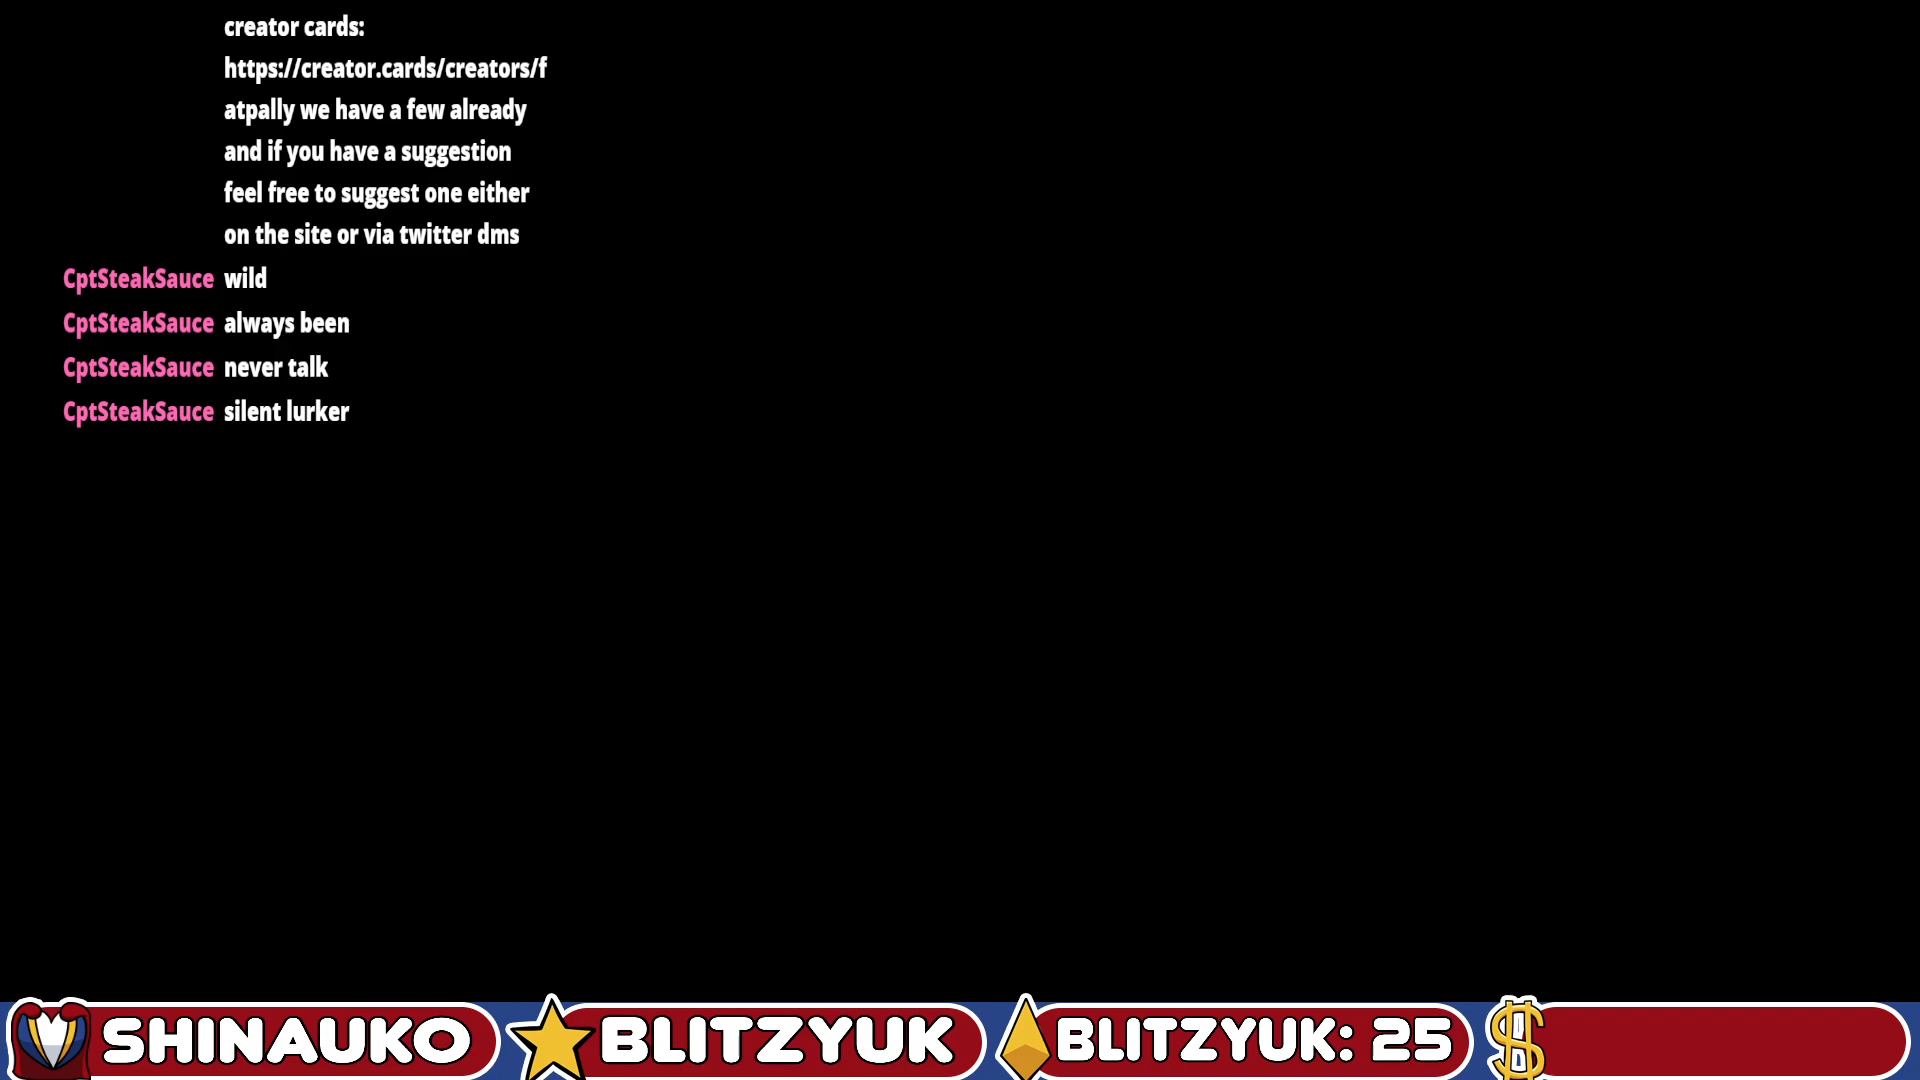 creator cards:
https://creator.cards/creators/f
atpally we have a few already
and if you have a suggestion
feel free to suggest one either
on the site or via twitter dms
CptSteakSauce wild
CptSteakSauce always been
CptSteakSauce never talk
CptSteakSauce silent lurker
SHINAUKO BLITZYUK BLITZYUK: 25